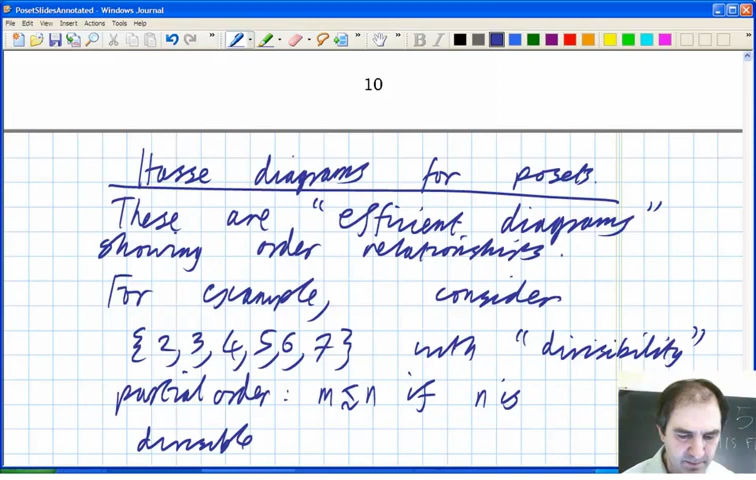 PosetSlidesAnnotated - Windows Journal
File Edit View Insert Actions Tools Help
B I
10
Hasse diagrams for posets.
These are "efficient diagrams"
showing order relationships.
For example, consider
{2, 3, 4, 5, 6, 7} with "divisibility"
partial order: m ≲ n if n is
divisible
5